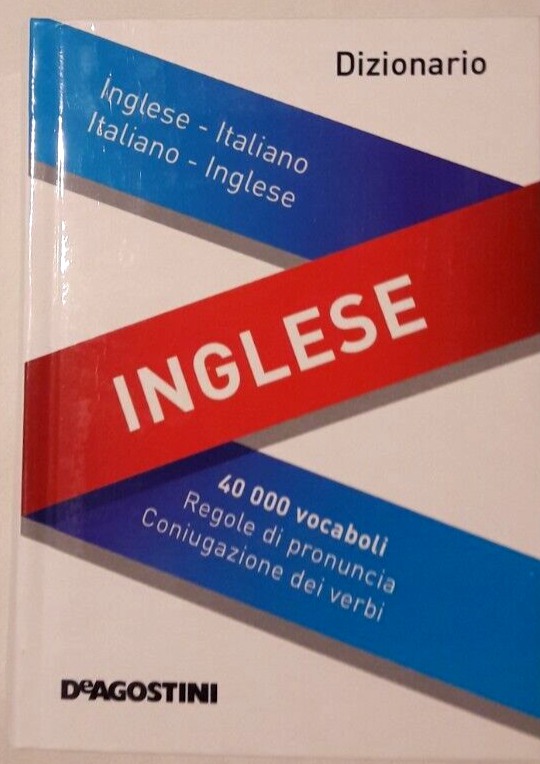 Dizionario
Inglese - Italiano
Italiano - Inglese
INGLESE
40 000 vocaboli
Regole di pronuncia
Coniugazione dei verbi
DeAGOSTINI